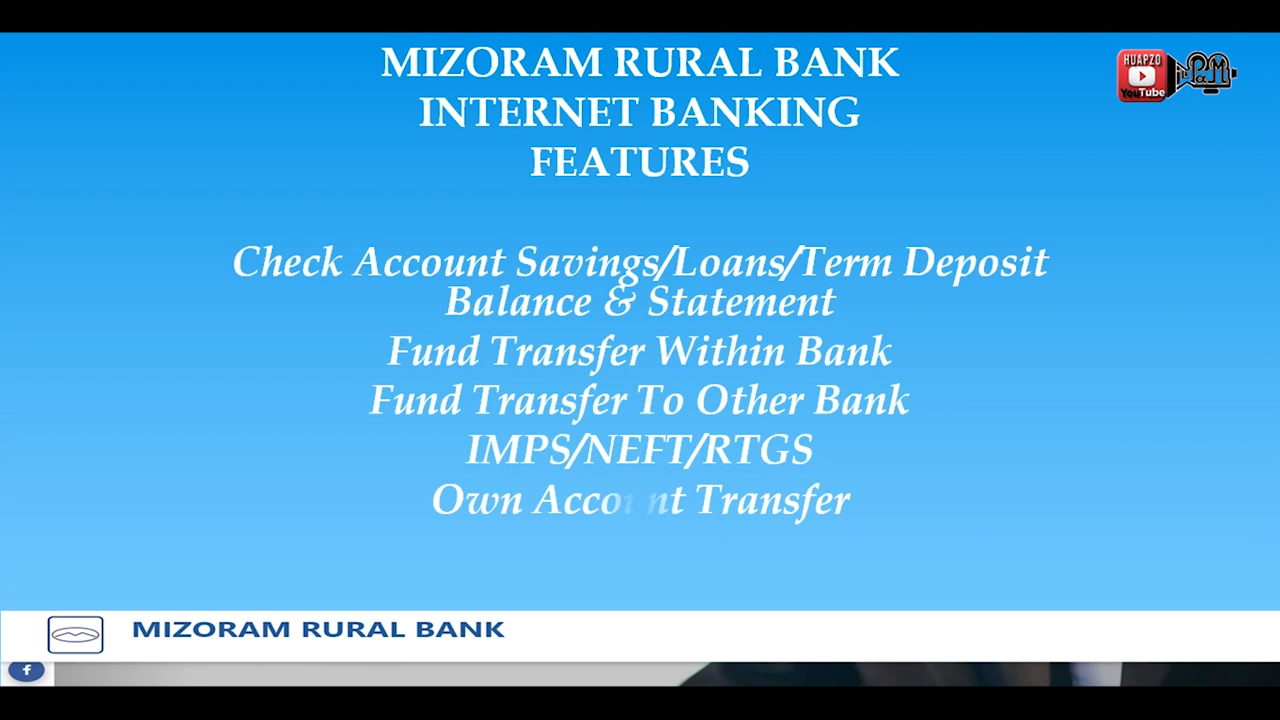 MIZORAM RURAL BANK
INTERNET BANKING
FEATURES
HUAPZO
YouTube
Check Account Savings/Loans/Term Deposit
Balance & Statement
Fund Transfer Within Bank
Fund Transfer To Other Bank
IMPS/NEFT/RTGS
Own Account Transfer
MIZORAM RURAL BANK
f